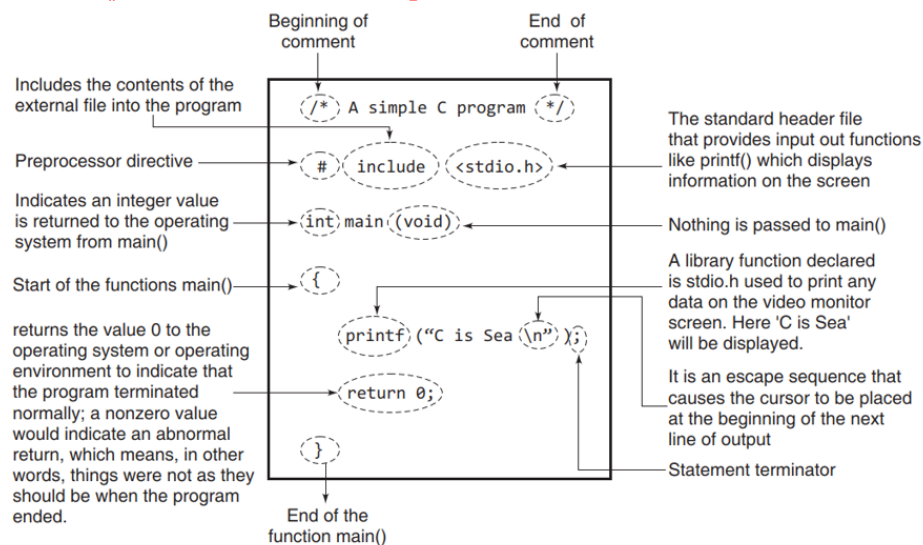 Beginning of
comment
End of
comment
Includes the contents of the
external file into the program
/* A simple C program */
The standard header file
that provides input out functions
like printf() which displays
information on the screen
Preprocessor directive
# include <stdio.h>
Indicates an integer value
is returned to the operating
system from main()
int main (void)
Nothing is passed to main()
Start of the functions main()
{
A library function declared
is stdio.h used to print any
data on the video monitor
screen. Here 'C is Sea'
will be displayed.
printf (“C is Sea \n” );
returns the value 0 to the
operating system or operating
environment to indicate that
the program terminated
normally; a nonzero value
would indicate an abnormal
return, which means, in other
words, things were not as they
should be when the program
ended.
return 0;
It is an escape sequence that
causes the cursor to be placed
at the beginning of the next
line of output
}
Statement terminator
End of the
function main()